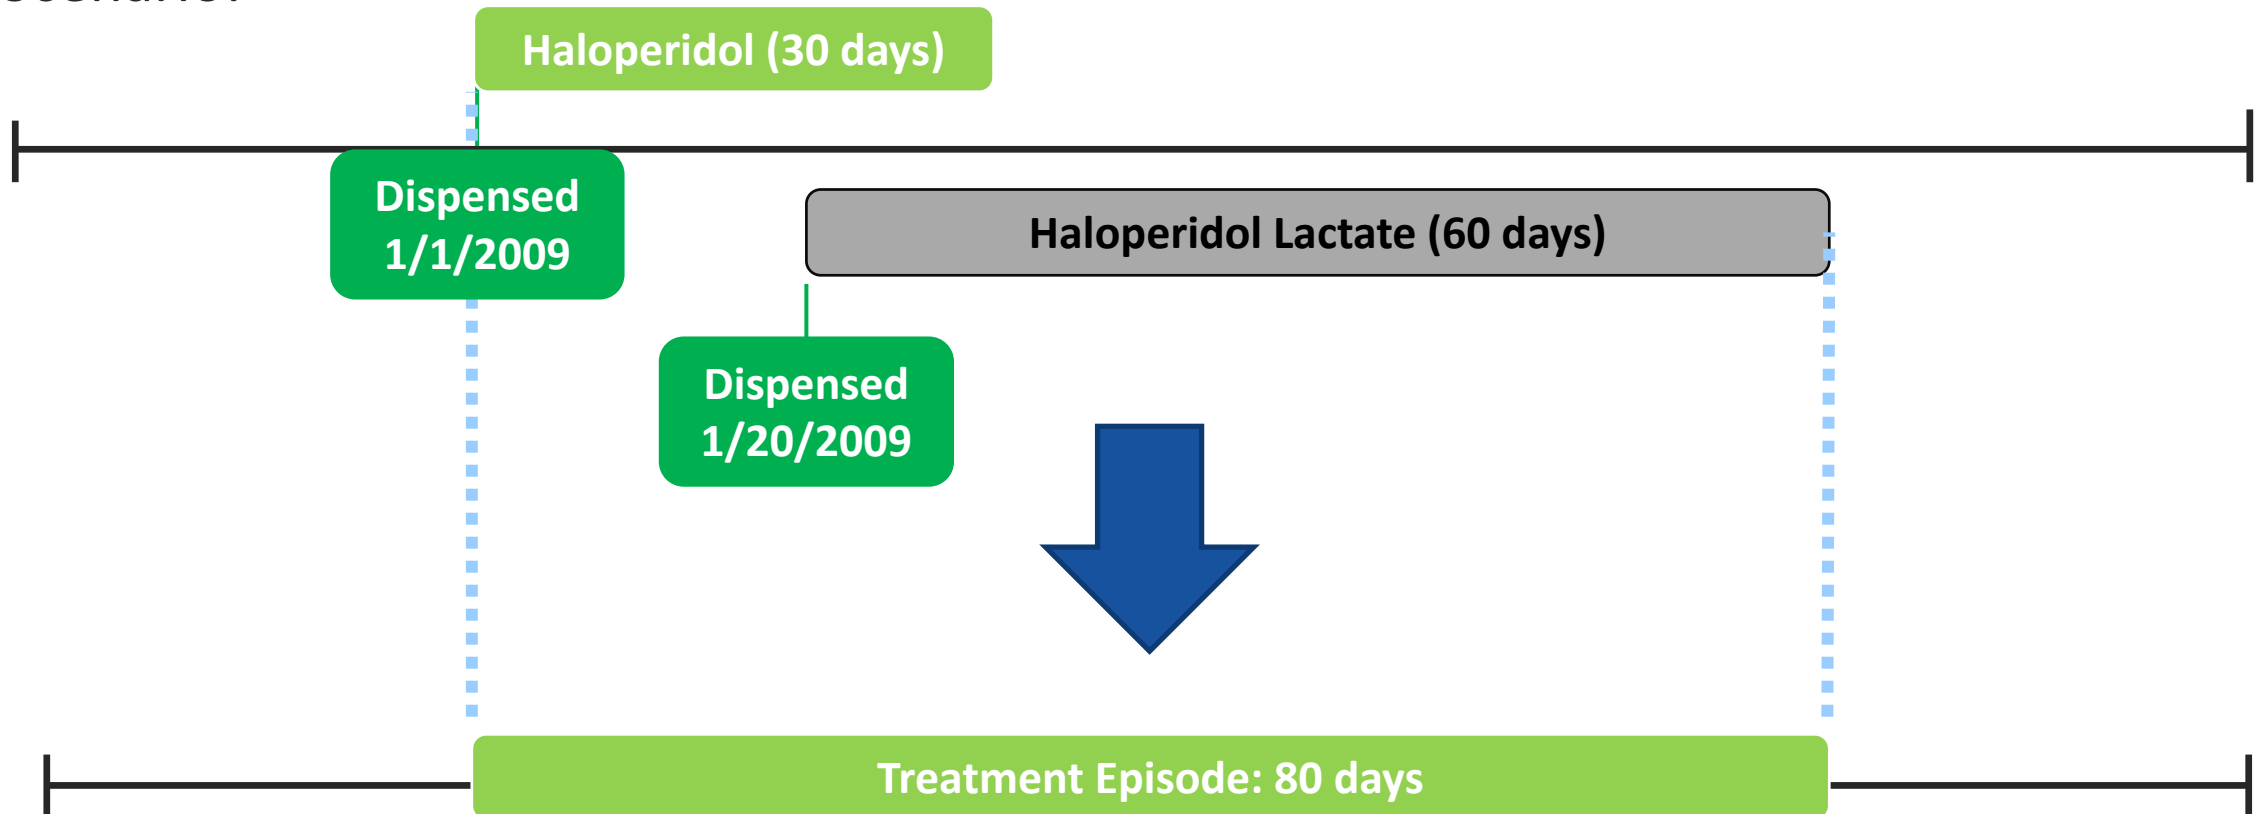 Haloperidol (30 days)
Dispensed
1/1/2009
Haloperidol Lactate (60 days)
Dispensed
1/20/2009
Treatment Episode: 80 days